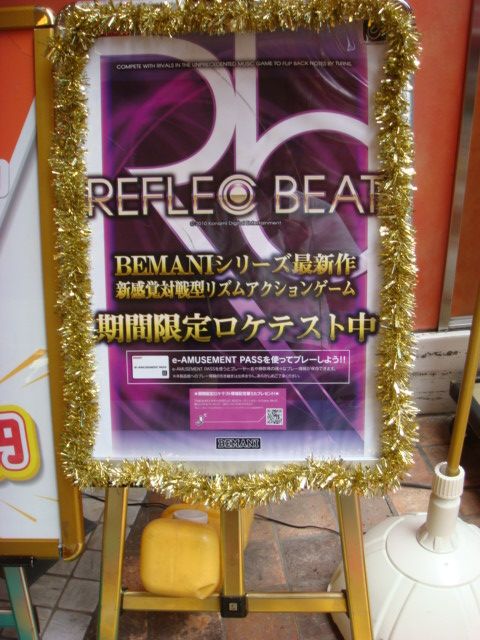 COMPETE WITH RIVALS IN THE UNPRECEDENTED MUSIC GAME TO FLIP BACK NOTES BY TURNS.
Rb
REFLEC BEAT
© 2010 Konami Digital Entertainment
BEMANIシリーズ最新作
新感覚対戦型リズムアクションゲーム
期間限定ロケテスト中
e-AMUSEMENT PASSを使ってプレーしよう!!
e-AMUSEMENT PASS
BEMANI